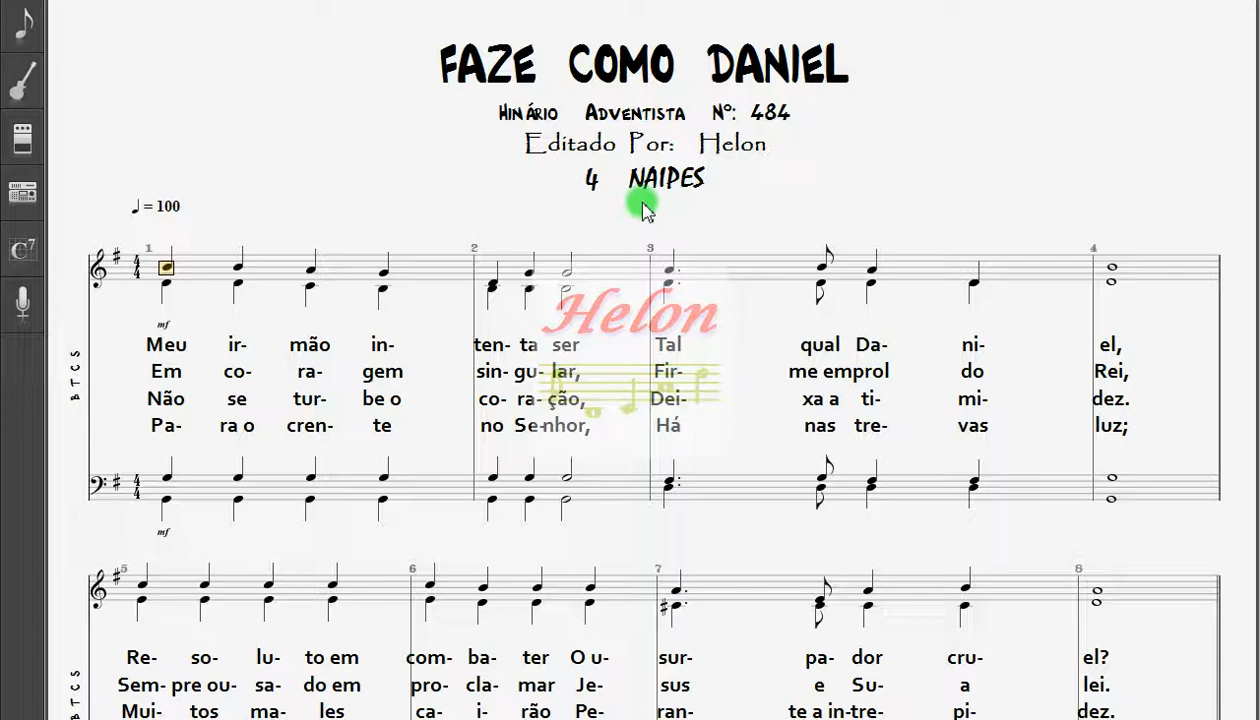 FAZE COMO DANIEL
Hinário Adventista Nº: 484
Editado Por: Helon
4 NAIPES
= 100
C7
1 2 3 4
4 4
mf
Helon
Meu ir- mão in- ten- ta ser Tal qual Da- ni- el,
Em co- ra- gem sin- gu- lar, Fir- me emprol do Rei,
Não se tur- be o co- ra- ção, Dei- xa a ti- mi- dez.
Pa- ra o cren- te no Se-nhor, Há nas tre- vas luz;
B T C S
4 4
mf
5 6 7 8
Re- so- lu- to em com- ba- ter O u- sur- pa- dor cru- el?
Sem- pre ou- sa- do em pro- cla- mar Je- sus e Su- a lei.
Mui- tos ma- les ca- i- rão Pe- ran- te a in-tre- pi- dez.
B T C S